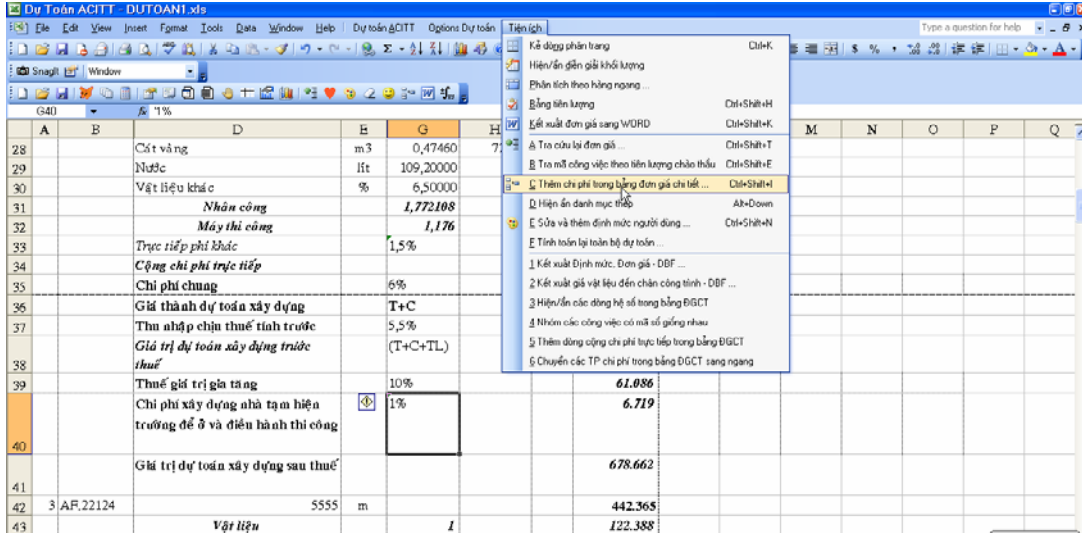 Dự Toán ACITT - DUTOAN1.xls
File Edit View Insert Format Tools Data Window Help Dự toán ACITT Options Dự toán Tiện ích Type a question for help
SnagIt Window
G40 fx '1%
A B D E G H M N O P Q
28 Cát vàng m3 0,47460
29 Nước lít 109,20000
30 Vật liệu khác % 6,50000
31 Nhân công 1,772108
32 Máy thi công 1,176
33 Trực tiếp phí khác 1,5%
34 Cộng chi phí trực tiếp
35 Chi phí chung 6%
36 Giá thành dự toán xây dựng T+C
37 Thu nhập chịu thuế tính trước 5,5%
Giá trị dự toán xây dựng trước (T+C+TL)
38 thuế
39 Thuế giá trị gia tăng 10% 61.086
Chi phí xây dựng nhà tạm hiện 1% 6.719
trường để ở và điều hành thi công
40
Giá trị dự toán xây dựng sau thuế 678.662
41
42 3 AF.22124 5555 m 442.365
43 Vật liệu 1 122.388
Kẻ dòng phân trang Ctrl+K
Hiện/ẩn diễn giải khối lượng
Phân tích theo hàng ngang ...
Bảng tiên lượng Ctrl+Shift+H
Kết xuất đơn giá sang WORD Ctrl+Shift+K
A Tra cứu lại đơn giá ... Ctrl+Shift+T
B Tra mã công việc theo tiên lượng chào thầu Ctrl+Shift+E
C Thêm chi phí trong bảng đơn giá chi tiết ... Ctrl+Shift+I
D Hiện ẩn danh mục thép Alt+Down
E Sửa và thêm định mức người dùng ... Ctrl+Shift+N
F Tính toán lại toàn bộ dự toán ...
1 Kết xuất Định mức, Đơn giá - DBF ...
2 Kết xuất giá vật liệu đến chân công trình - DBF ...
3 Hiện/ẩn các dòng hệ số trong bảng ĐGCT
4 Nhóm các công việc có mã số giống nhau
5 Thêm dòng cộng chi phí trực tiếp trong bảng ĐGCT
6 Chuyển các TP chi phí trong bảng ĐGCT sang ngang